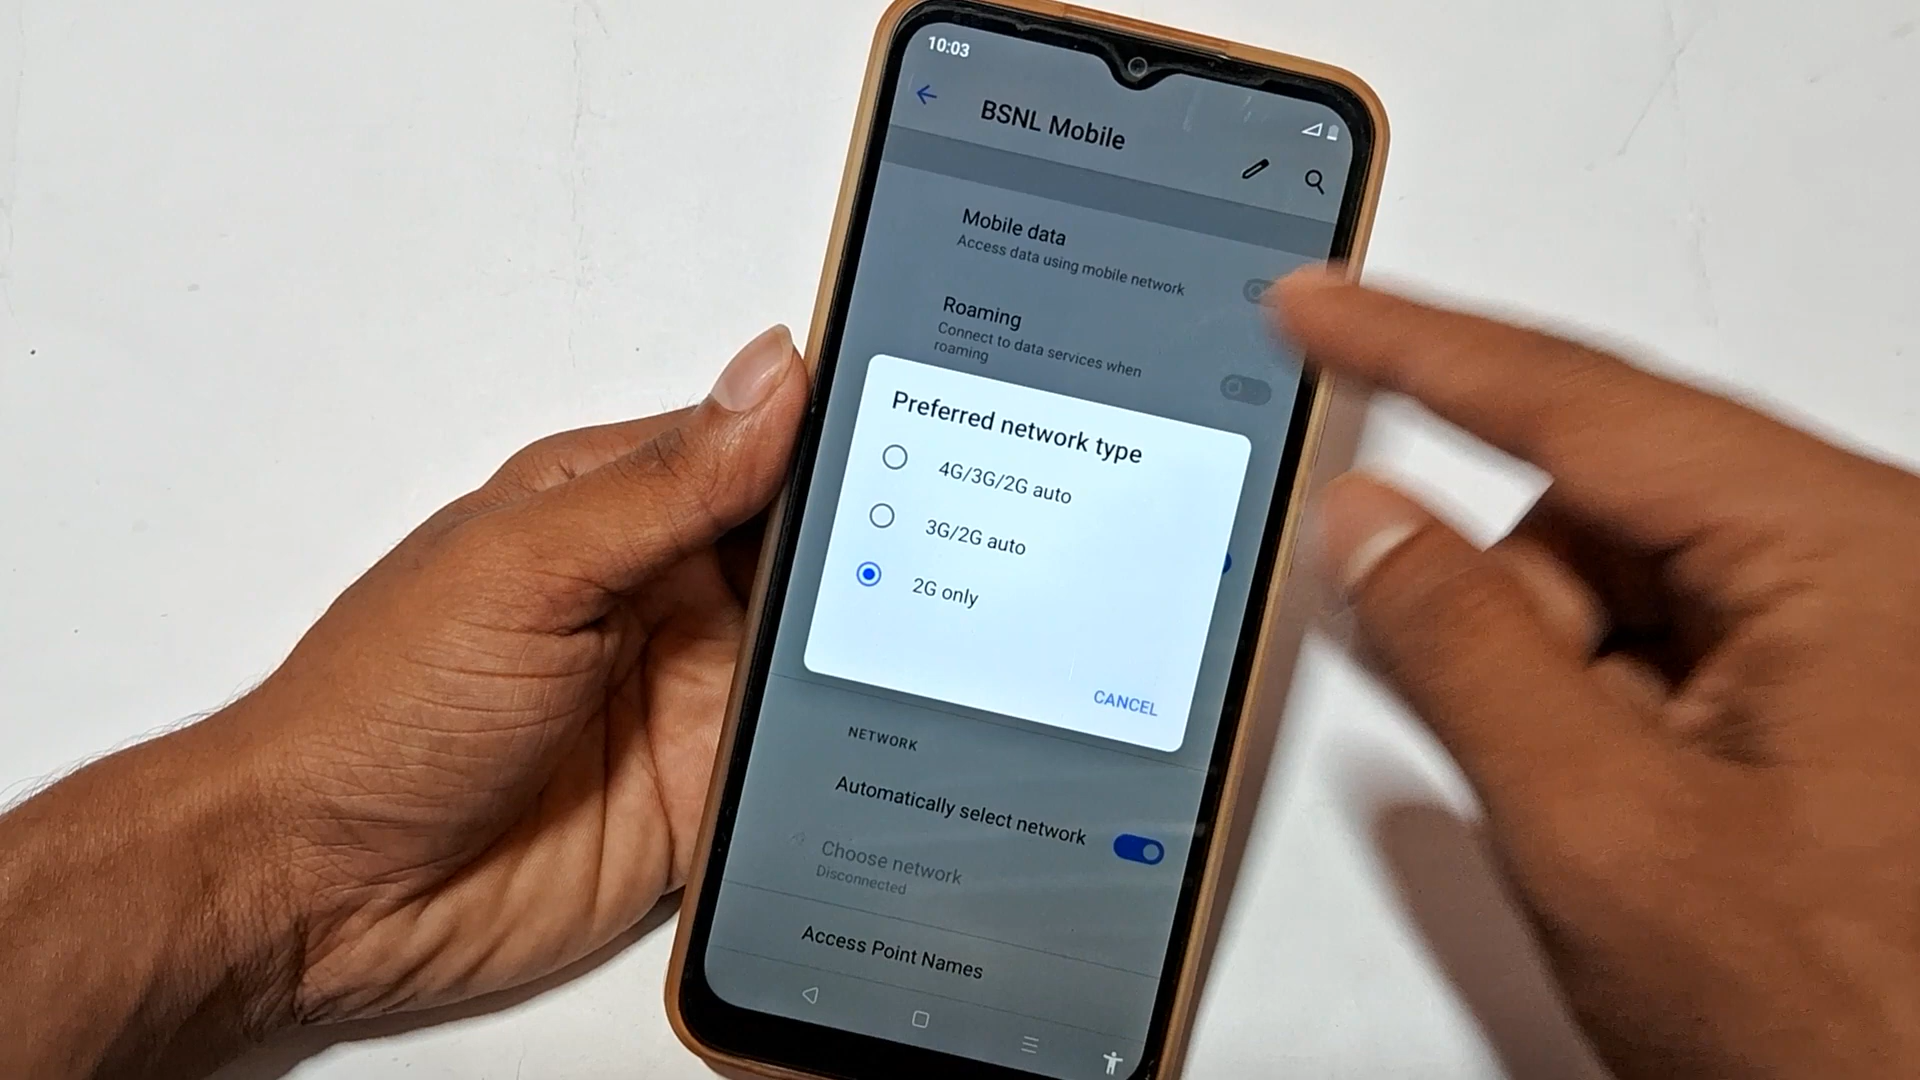 10:03
BSNL Mobile
Mobile data
Access data using mobile network
Roaming
Connect to data services when
roaming
Preferred network type
4G/3G/2G auto
3G/2G auto
2G only
CANCEL
NETWORK
Automatically select network
Choose network
Disconnected
Access Point Names